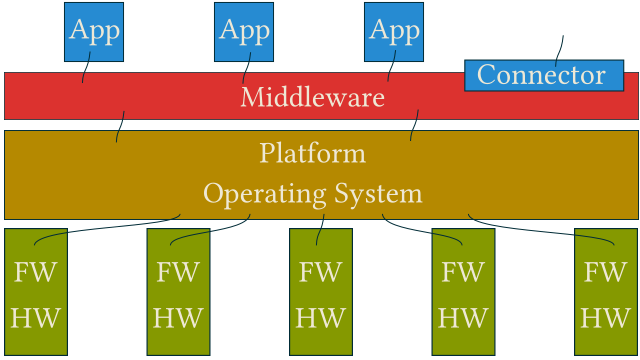 App App App
Connector
Middleware
Platform
Operating System
FW FW FW FW FW
HW HW HW HW HW